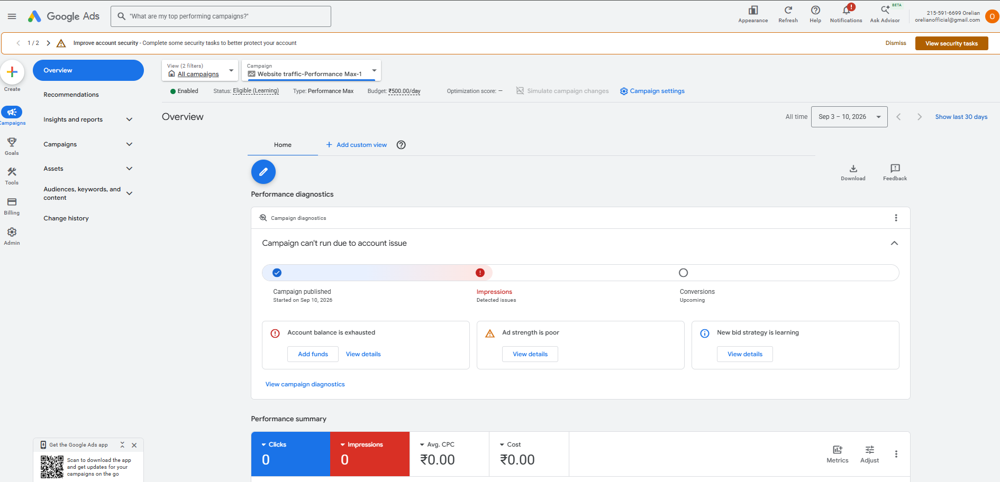 Google Ads
"What are my top performing campaigns?"
Appearance
Refresh
Help
Notifications
BETA
Ask Advisor
215-591-6699 Orelian
orelianofficial@gmail.com
O
1 / 2
Improve account security - Complete some security tasks to better protect your account
Dismiss
View security tasks
Create
Campaigns
Goals
Tools
Billing
Admin
Overview
Recommendations
Insights and reports
Campaigns
Assets
Audiences, keywords, and
content
Change history
View (2 filters)
All campaigns
Campaign
Website traffic-Performance Max-1
Enabled
Status: Eligible (Learning)
Type: Performance Max
Budget: ₹500.00/day
Optimization score: —
Simulate campaign changes
Campaign settings
Overview
All time
Sep 3 – 10, 2026
Show last 30 days
Home
+ Add custom view
Download
Feedback
Performance diagnostics
Campaign diagnostics
Campaign can't run due to account issue
Campaign published
Started on Sep 10, 2026
Impressions
Detected issues
Conversions
Upcoming
Account balance is exhausted
Add funds
View details
Ad strength is poor
View details
New bid strategy is learning
View details
View campaign diagnostics
Performance summary
Clicks
0
Impressions
0
Avg. CPC
₹0.00
Cost
₹0.00
Metrics
Adjust
Get the Google Ads app
Scan to download the app
and get updates for your
campaigns on the go